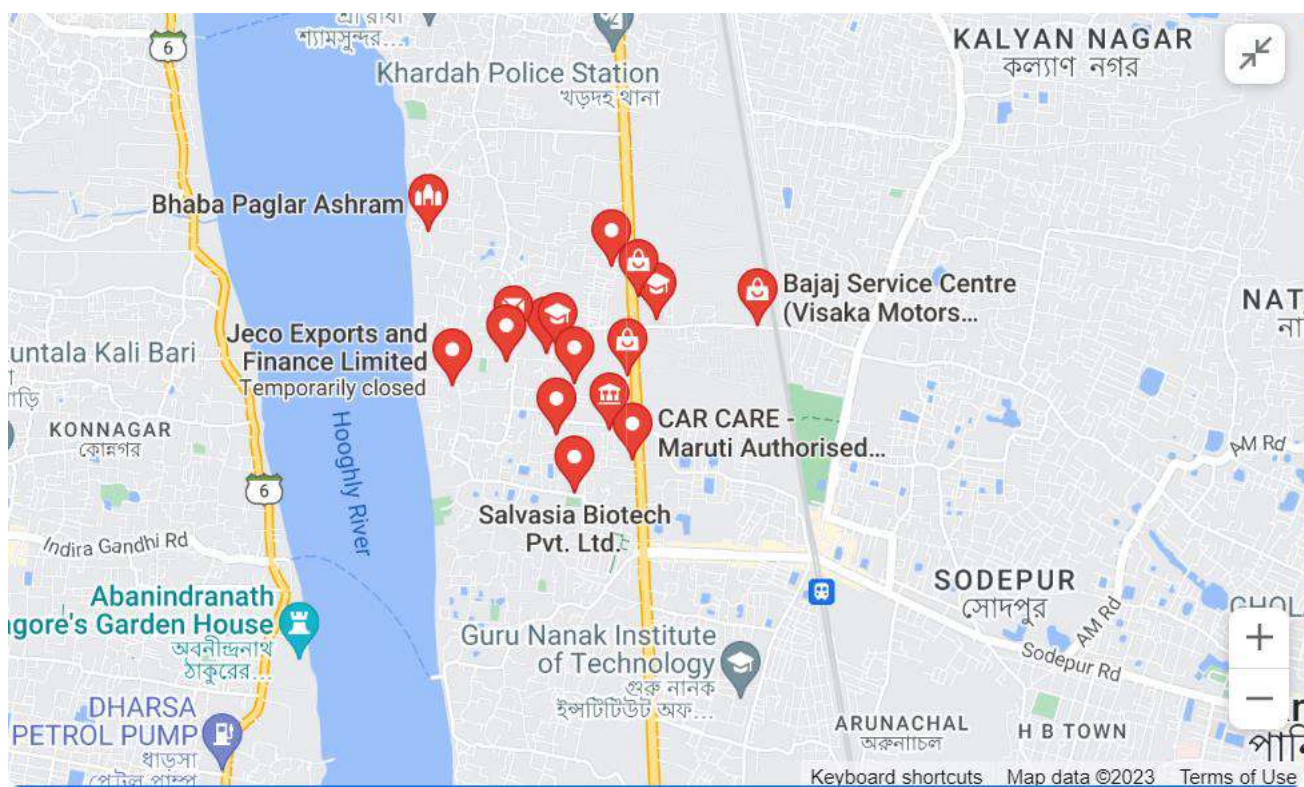 শ্রী রাধা
শ্যামসুন্দর...
6
Khardah Police Station
খড়দহ থানা
KALYAN NAGAR
কল্যাণ নগর
Bhaba Paglar Ashram
Bajaj Service Centre
(Visaka Motors...
NAT
না
Jeco Exports and
Finance Limited
Temporarily closed
untala Kali Bari
KONNAGAR
কোন্নগর
CAR CARE -
Maruti Authorised...
AM Rd
Hooghly River
6
Salvasia Biotech
Pvt. Ltd.
Indira Gandhi Rd
SODEPUR
সোদপুর
AM Rd
GHOL
Abanindranath
gore's Garden House
অবনীন্দ্রনাথ
ঠাকুরের...
Guru Nanak Institute
of Technology
গুরু নানক
ইন্সটিটিউট অফ...
Sodepur Rd
DHARSA
PETROL PUMP
ধাড়সা
পেট্রল পাম্প
ARUNACHAL
অরুনাচল
H B TOWN
পানি
Keyboard shortcuts
Map data ©2023
Terms of Use